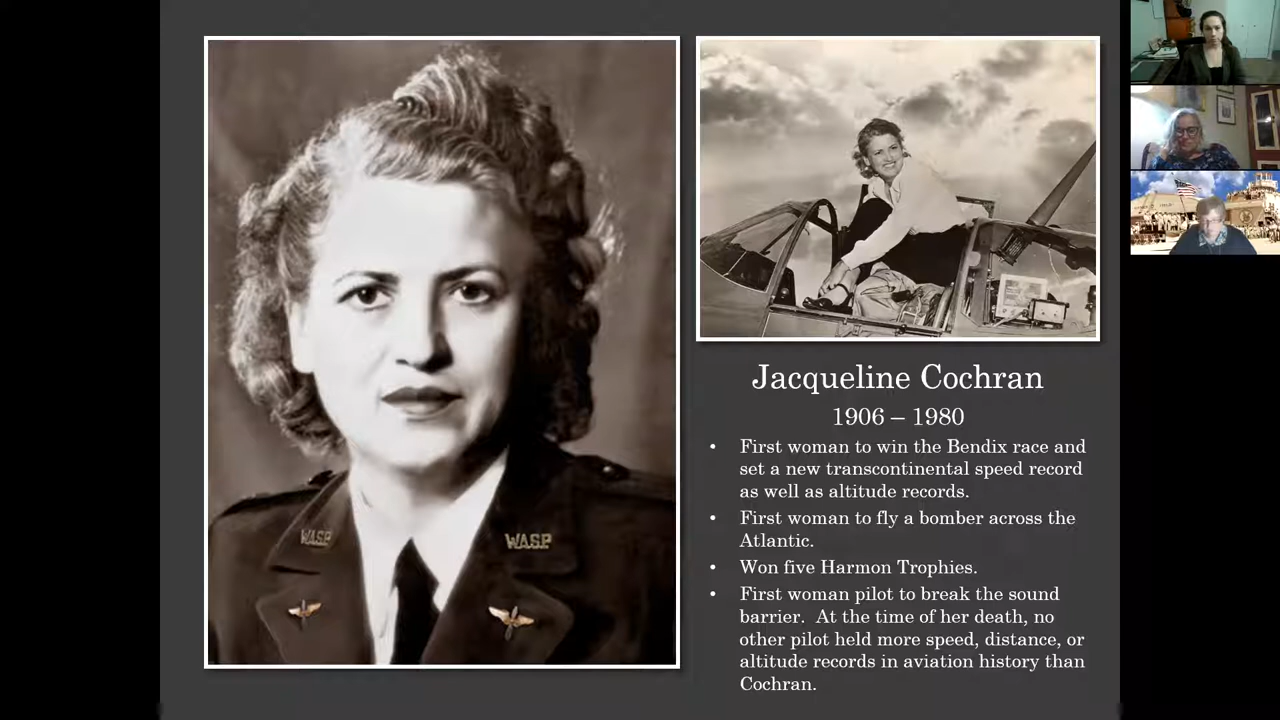 W.A.S.P.
W.A.S.P.
Jacqueline Cochran
1906 – 1980
• First woman to win the Bendix race and
set a new transcontinental speed record
as well as altitude records.
• First woman to fly a bomber across the
Atlantic.
• Won five Harmon Trophies.
• First woman pilot to break the sound
barrier.  At the time of her death, no
other pilot held more speed, distance, or
altitude records in aviation history than
Cochran.